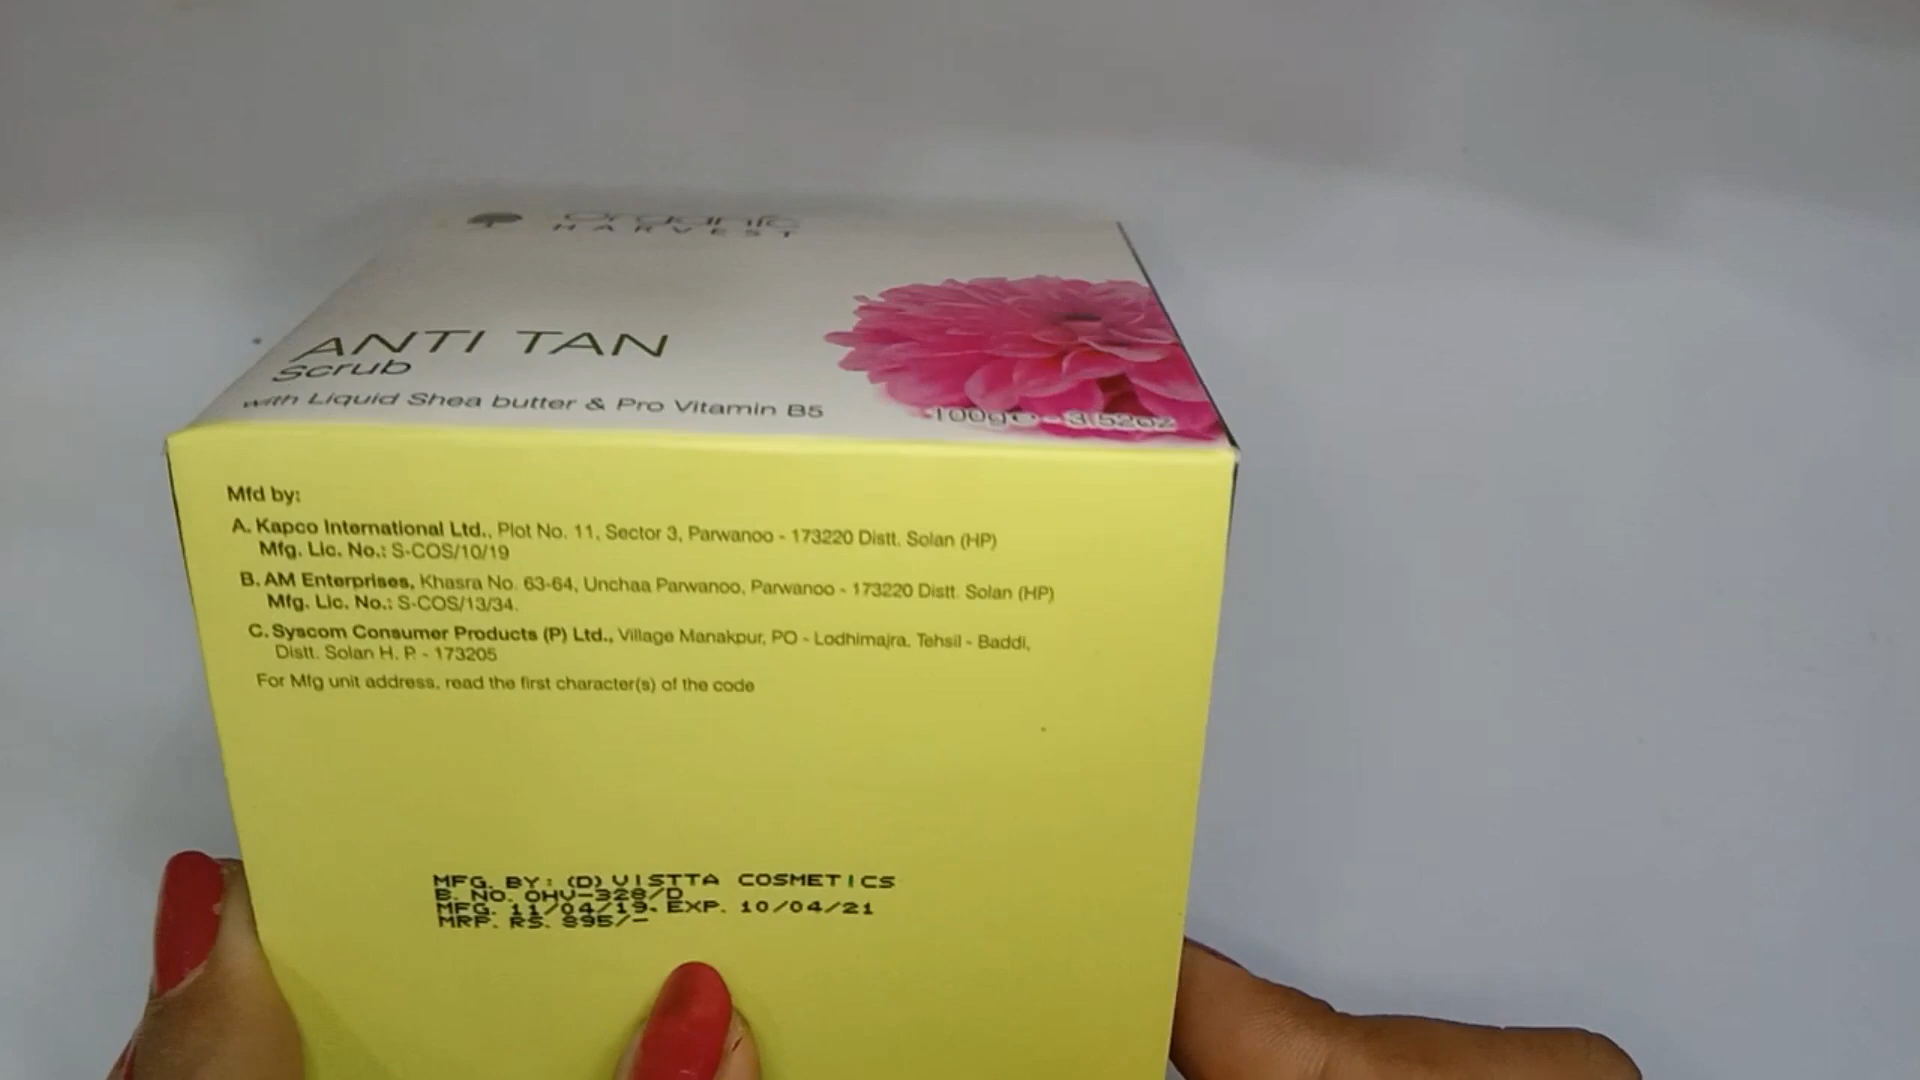 organic
HARVEST
ANTI TAN
Scrub
with Liquid Shea butter & Pro Vitamin B5
100g e - 3.52oz
Mfd by:
A. Kapco International Ltd., Plot No. 11, Sector 3, Parwanoo - 173220 Distt. Solan (HP)
Mfg. Lic. No.: S-COS/10/19
B. AM Enterprises, Khasra No. 63-64, Unchaa Parwanoo, Parwanoo - 173220 Distt. Solan (HP)
Mfg. Lic. No.: S-COS/13/34.
C. Syscom Consumer Products (P) Ltd., Village Manakpur, PO - Lodhimajra, Tehsil - Baddi,
Distt. Solan H. P. - 173205
For Mfg unit address, read the first character(s) of the code
MFG. BY: (D) VISTTA COSMETICS
B. NO. OHV-328/D
MFG. 11/04/19. EXP. 10/04/21
MRP. RS. 895/-